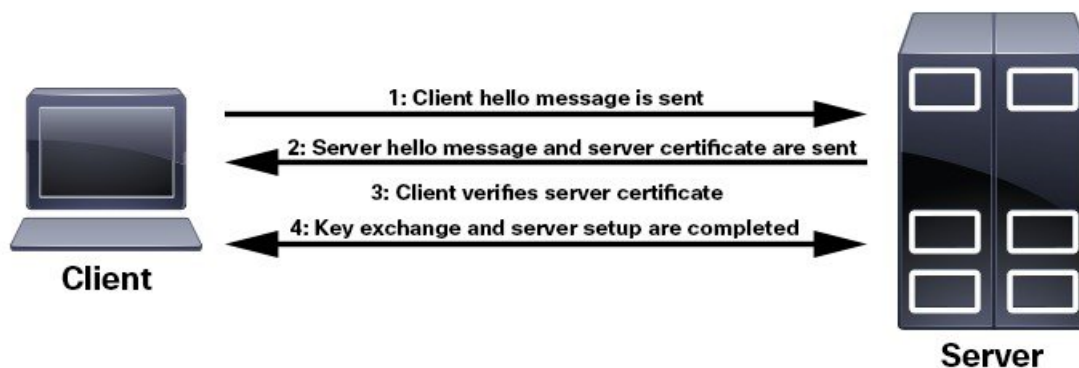 1: Client hello message is sent
2: Server hello message and server certificate are sent
3: Client verifies server certificate
4: Key exchange and server setup are completed
Client
Server